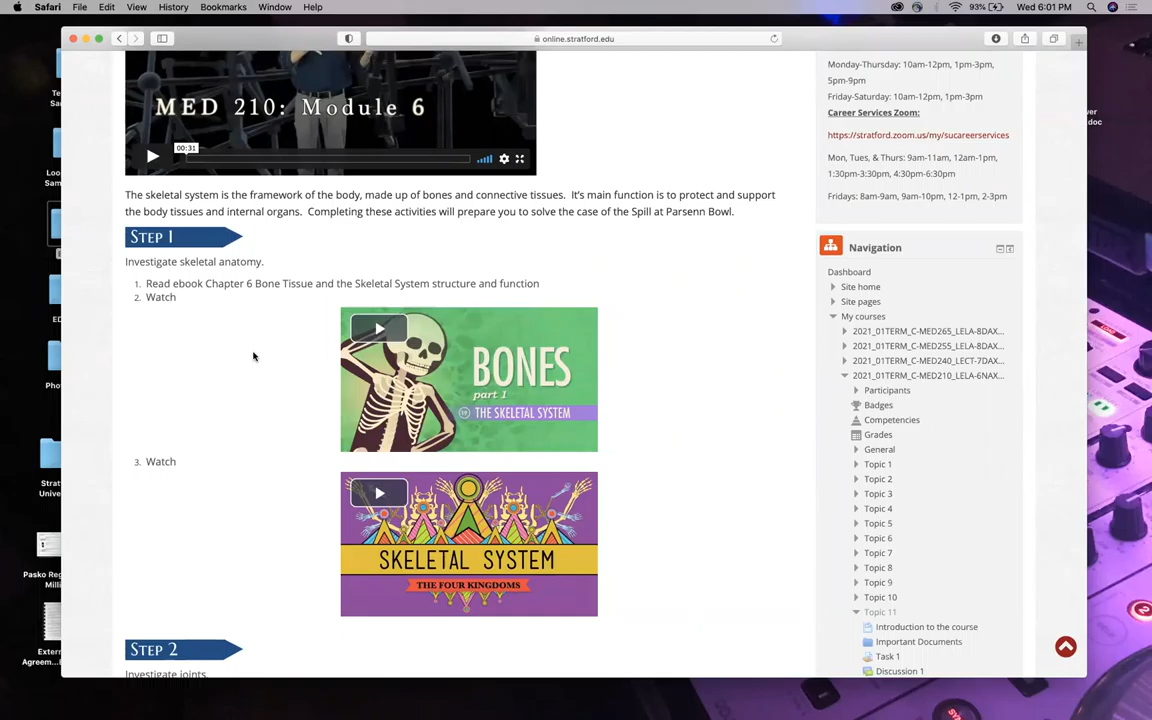 Safari File Edit View History Bookmarks Window Help
93% Wed 6:01 PM
online.stratford.edu
MED 210: Module 6
00:31
The skeletal system is the framework of the body, made up of bones and connective tissues. It's main function is to protect and support
the body tissues and internal organs. Completing these activities will prepare you to solve the case of the Spill at Parsenn Bowl.
STEP 1
Investigate skeletal anatomy.
1. Read ebook Chapter 6 Bone Tissue and the Skeletal System structure and function
2. Watch
BONES
part 1
THE SKELETAL SYSTEM
3. Watch
SKELETAL SYSTEM
THE FOUR KINGDOMS
STEP 2
Investigate joints.
Monday-Thursday: 10am-12pm, 1pm-3pm,
5pm-9pm
Friday-Saturday: 10am-12pm, 1pm-3pm
Career Services Zoom:
https://stratford.zoom.us/my/sucareerservices
Mon, Tues, & Thurs: 9am-11am, 12am-1pm,
1:30pm-3:30pm, 4:30pm-6:30pm
Fridays: 8am-9am, 9am-10pm, 12-1pm, 2-3pm
Navigation
Dashboard
Site home
Site pages
My courses
2021_01TERM_C-MED265_LELA-8DAX...
2021_01TERM_C-MED255_LELA-8DAX...
2021_01TERM_C-MED240_LECT-7DAX...
2021_01TERM_C-MED210_LELA-6NAX...
Participants
Badges
Competencies
Grades
General
Topic 1
Topic 2
Topic 3
Topic 4
Topic 5
Topic 6
Topic 7
Topic 8
Topic 9
Topic 10
Topic 11
Introduction to the course
Important Documents
Task 1
Discussion 1
Pasko Reg
Agreem...
doc